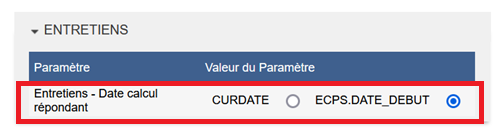 ENTRETIENS
Paramètre Valeur du Paramètre
Entretiens - Date calcul répondant CURDATE ECPS.DATE_DEBUT